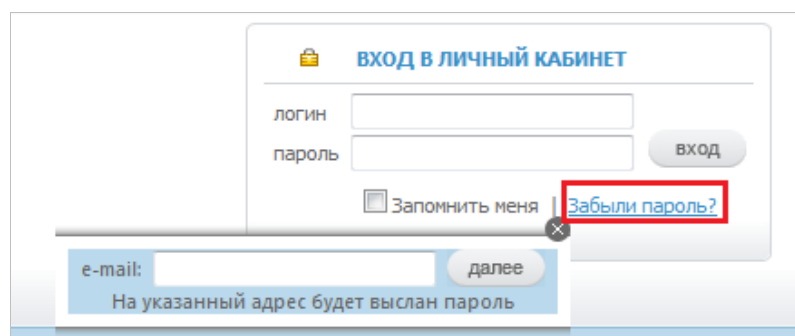 ВХОД В ЛИЧНЫЙ КАБИНЕТ
логин
пароль
вход
Запомнить меня | Забыли пароль?
e-mail: далее
На указанный адрес будет выслан пароль